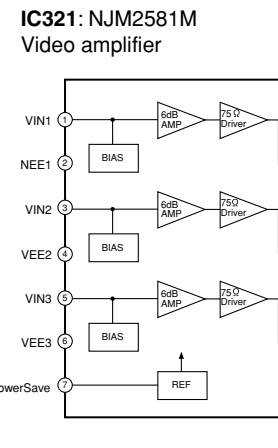 IC321: NJM2581M
Video amplifier
VIN1 1 6dB AMP 75Ω Driver
BIAS
NEE1 2
VIN2 3 6dB AMP 75Ω Driver
BIAS
VEE2 4
VIN3 5 6dB AMP 75Ω Driver
BIAS
VEE3 6
owerSave 7 REF